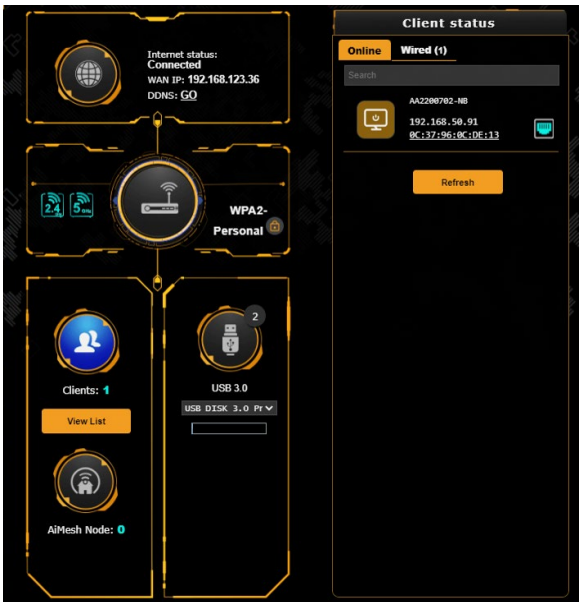 Internet status:
Connected
WAN IP: 192.168.123.36
DDNS: GO
2.4
5
WPA2-
Personal
2
Clients: 1
View List
USB 3.0
USB DISK 3.0 Pr
AiMesh Node: 0
Client status
Online
Wired (1)
Search
AA2200702-NB
192.168.50.91
0C:37:96:0C:DE:13
Refresh